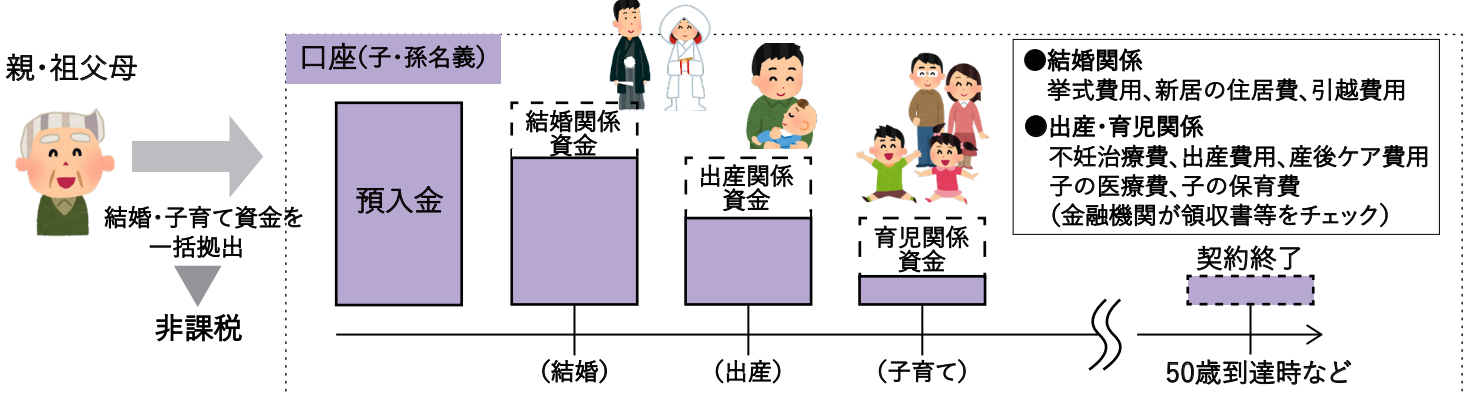 親・祖父母
結婚・子育て資金を
一括拠出
非課税
口座(子・孫名義)
預入金
結婚関係
資金
出産関係
資金
育児関係
資金
●結婚関係
挙式費用、新居の住居費、引越費用
●出産・育児関係
不妊治療費、出産費用、産後ケア費用
子の医療費、子の保育費
(金融機関が領収書等をチェック)
契約終了
(結婚)
(出産)
(子育て)
50歳到達時など